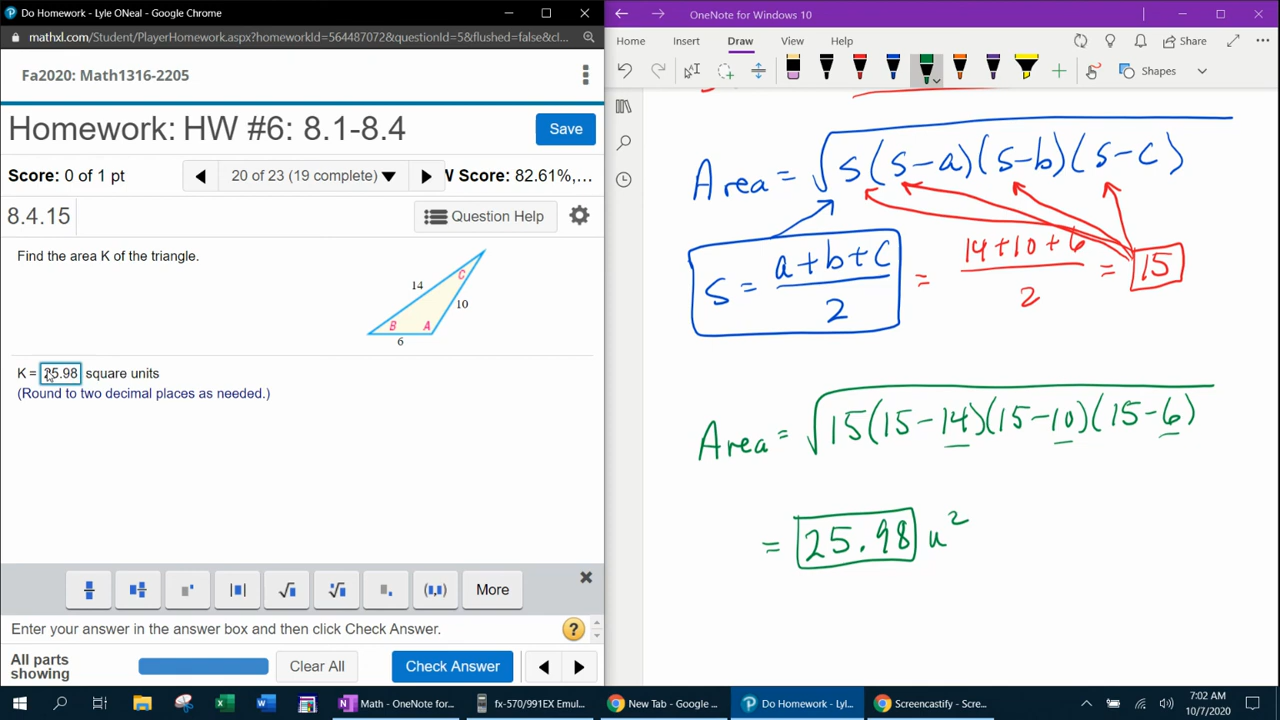 Do Homework - Lyle ONeal - Google Chrome
mathxl.com/Student/PlayerHomework.aspx?homeworkId=564487072&questionId=5&flushed=false&cl...
Fa2020: Math1316-2205
Homework: HW #6: 8.1-8.4
Save
Score: 0 of 1 pt
20 of 23 (19 complete)
W Score: 82.61%,...
8.4.15
Question Help
Find the area K of the triangle.
C
14
10
B
A
6
K = 25.98 square units
(Round to two decimal places as needed.)
More
Enter your answer in the answer box and then click Check Answer.
?
All parts
showing
Clear All
Check Answer
OneNote for Windows 10
Home
Insert
Draw
View
Help
Share
Shapes
Area = √s(s-a)(s-b)(s-c)
s = a+b+c/2 = 14+10+6/2 = 15
Area = √15(15-14)(15-10)(15-6)
= 25.98 u²
Math - OneNote for...
fx-570/991EX Emul...
New Tab - Google ...
Do Homework - Lyl...
Screencastify - Scre...
7:02 AM
10/7/2020